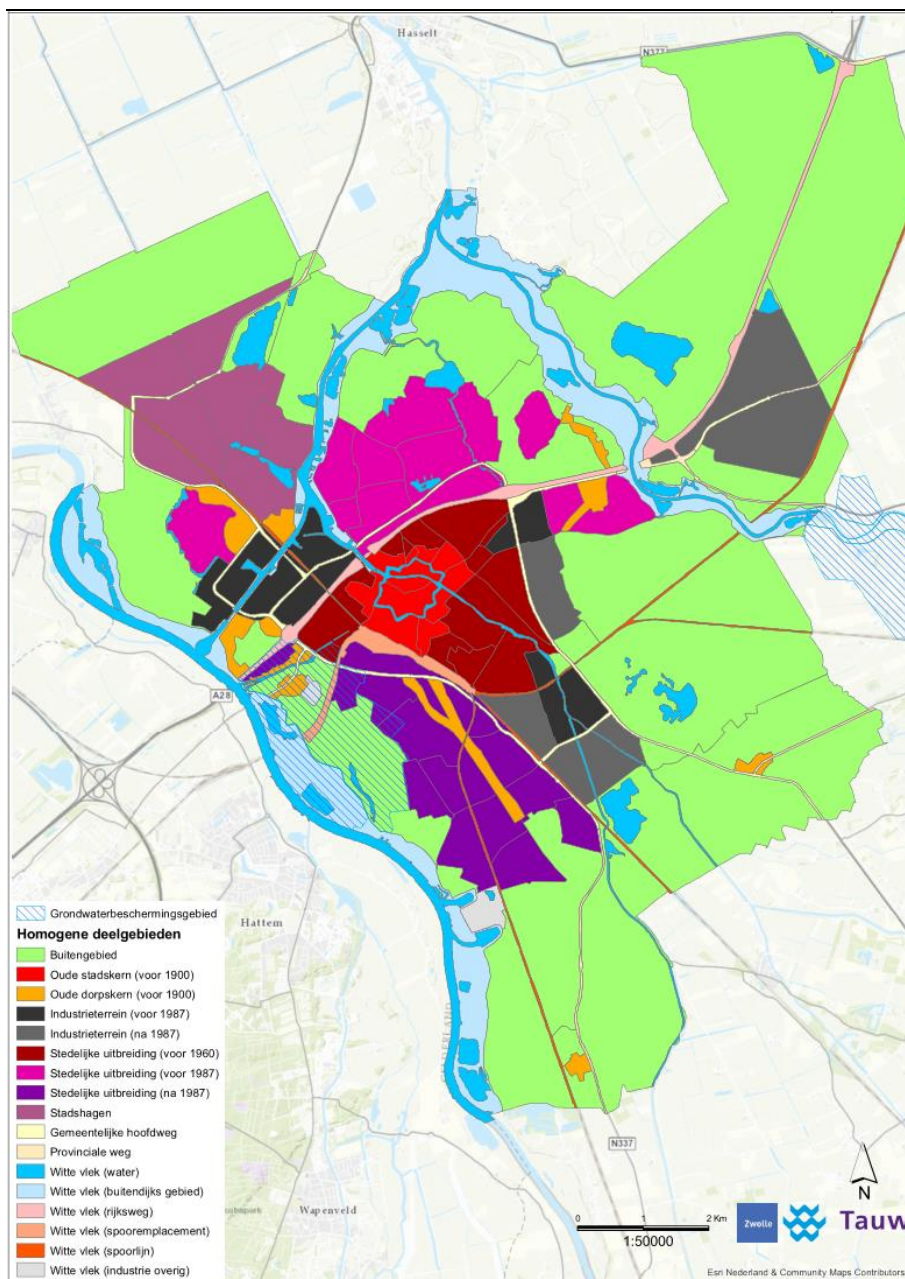 Hasselt
N377
A28
Hattem
GELDERLAND
N337
Wapenveld
Grondwaterbeschermingsgebied
Homogene deelgebieden
Buitengebied
Oude stadskern (voor 1900)
Oude dorpskern (voor 1900)
Industrieterrein (voor 1987)
Industrieterrein (na 1987)
Stedelijke uitbreiding (voor 1960)
Stedelijke uitbreiding (voor 1987)
Stedelijke uitbreiding (na 1987)
Stadshagen
Gemeentelijke hoofdweg
Provinciale weg
Witte vlek (water)
Witte vlek (buitendijks gebied)
Witte vlek (rijksweg)
Witte vlek (spooremplacement)
Witte vlek (spoorlijn)
Witte vlek (industrie overig)
N
0 1 2 Km
1:50000
Zwolle
Tauw
Esri Nederland & Community Maps Contributors